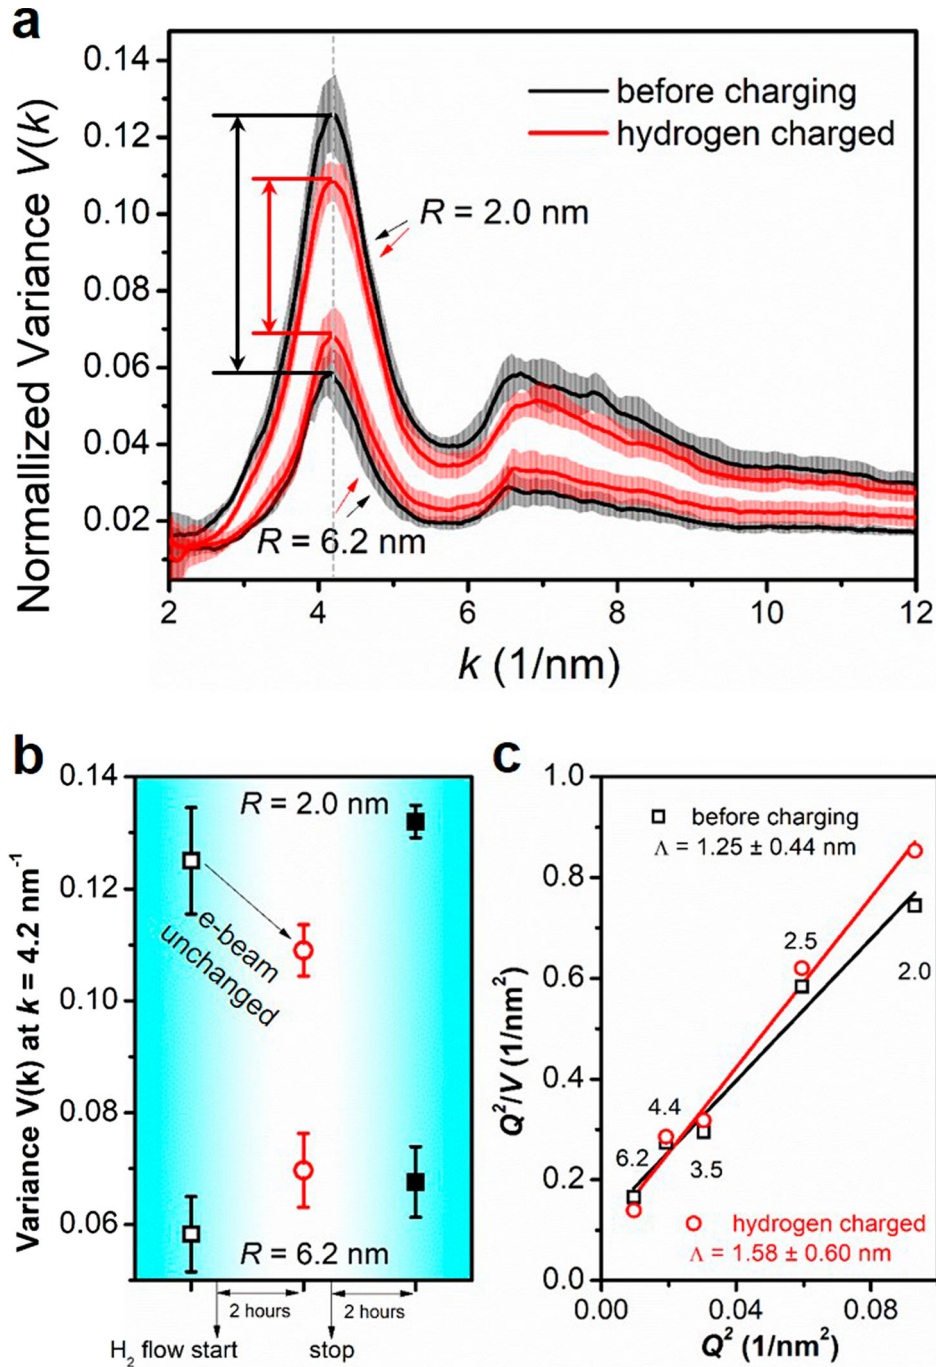 a
Normallized Variance V(k)
0.14
0.12
0.10
0.08
0.06
0.04
0.02
before charging
hydrogen charged
R = 2.0 nm
R = 6.2 nm
2
4
6
8
10
12
k (1/nm)
b
Variance V(k) at k = 4.2 nm⁻¹
0.14
0.12
0.10
0.08
0.06
R = 2.0 nm
e-beam
unchanged
R = 6.2 nm
2 hours
2 hours
H₂ flow start
stop
c
Q²/V (1/nm²)
1.0
0.8
0.6
0.4
0.2
0.0
before charging
Λ = 1.25 ± 0.44 nm
2.5
2.0
4.4
6.2
3.5
hydrogen charged
Λ = 1.58 ± 0.60 nm
0.00
0.04
0.08
Q² (1/nm²)